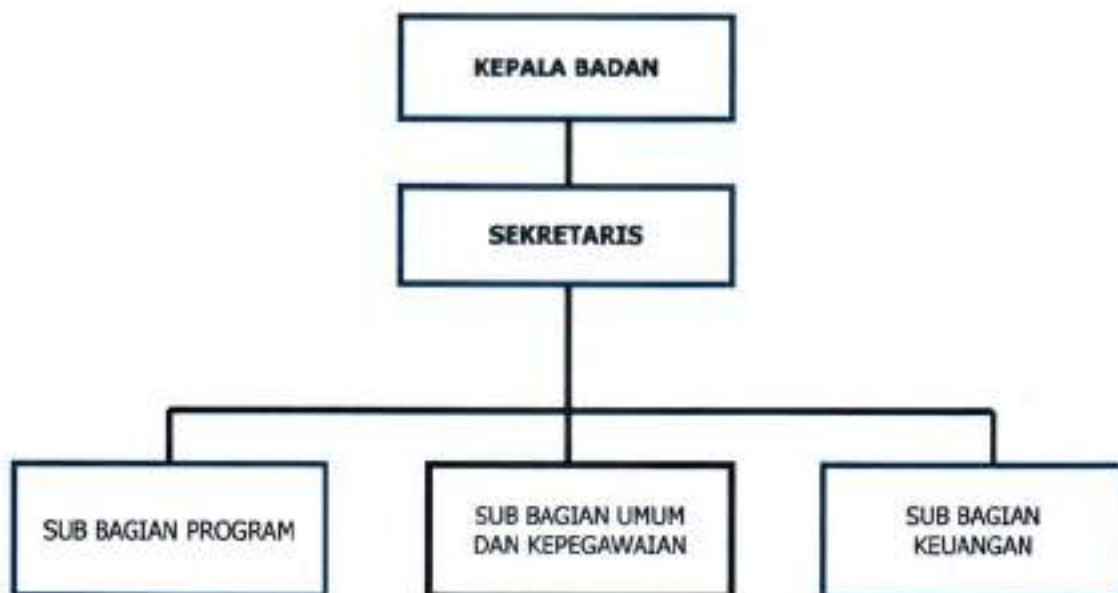 KEPALA BADAN
SEKRETARIS
SUB BAGIAN PROGRAM
SUB BAGIAN UMUM
DAN KEPEGAWAIAN
SUB BAGIAN
KEUANGAN